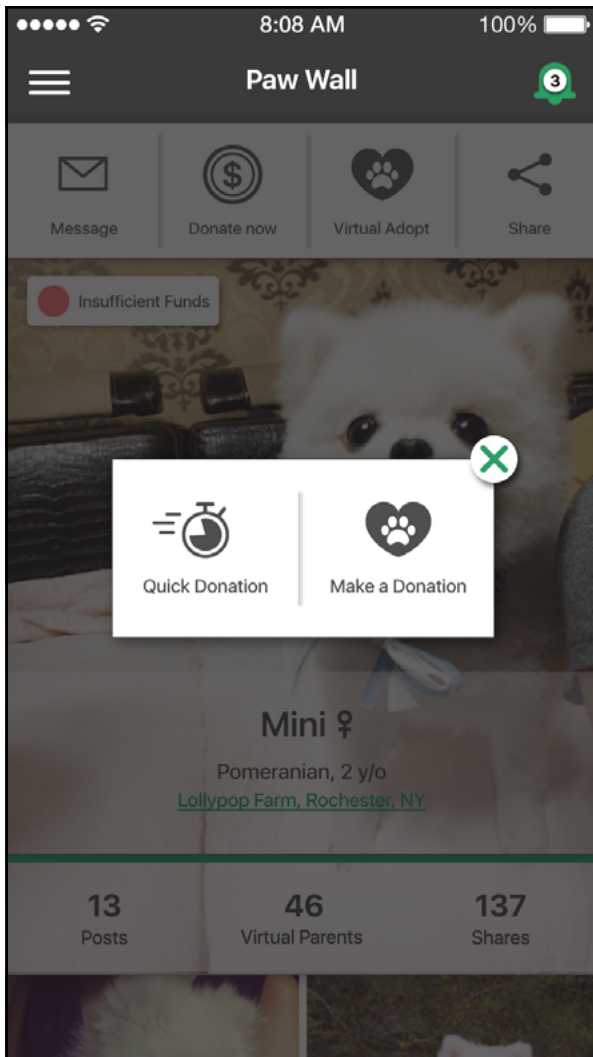 8:08 AM
100%
Paw Wall
3
Message
Donate now
Virtual Adopt
Share
Insufficient Funds
Quick Donation
Make a Donation
Mini ♀
Pomeranian, 2 y/o
Lollypop Farm, Rochester, NY
13
46
137
Posts
Virtual Parents
Shares